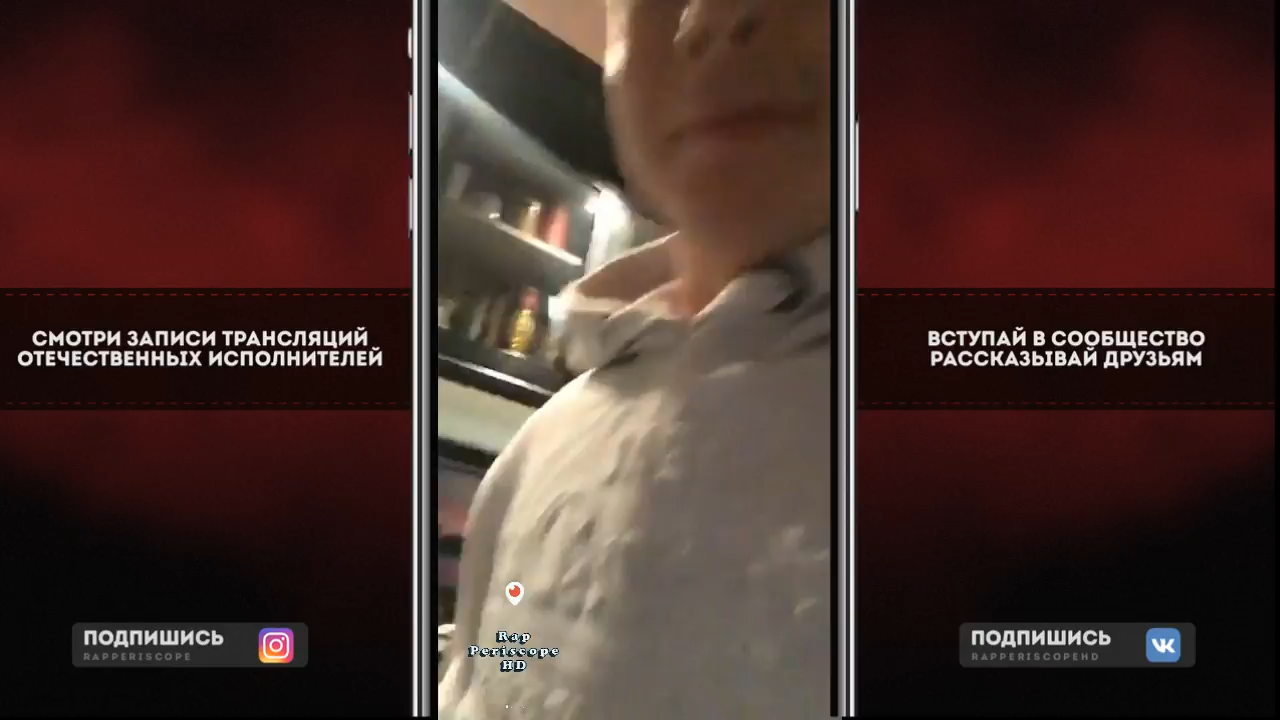 СМОТРИ ЗАПИСИ ТРАНСЛЯЦИЙ
ОТЕЧЕСТВЕННЫХ ИСПОЛНИТЕЛЕЙ
ВСТУПАЙ В СООБЩЕСТВО
РАССКАЗЫВАЙ ДРУЗЬЯМ
Rap
Periscope
HD
ПОДПИШИСЬ
RAPPERISCOPE
ПОДПИШИСЬ
RAPPERISCOPEHD